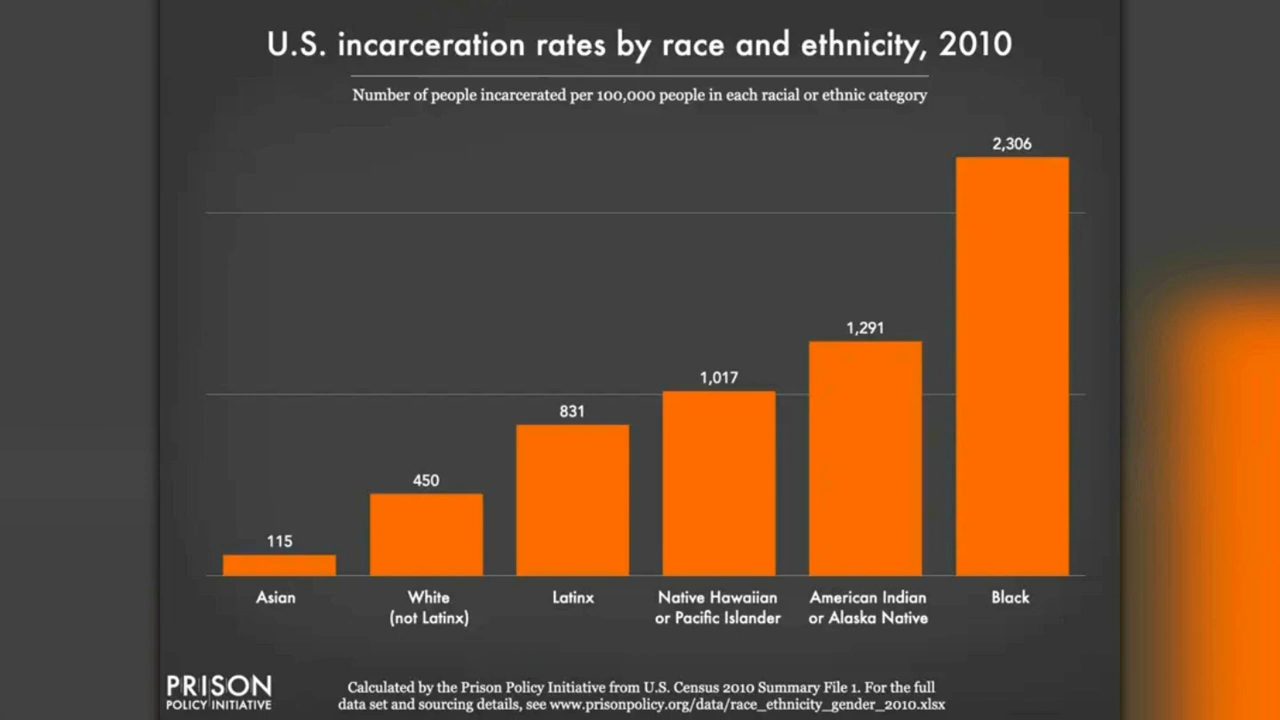 U.S. incarceration rates by race and ethnicity, 2010
Number of people incarcerated per 100,000 people in each racial or ethnic category
2,306
1,291
1,017
831
450
115
Asian
White
(not Latinx)
Latinx
Native Hawaiian
or Pacific Islander
American Indian
or Alaska Native
Black
PRISON
POLICY INITIATIVE
Calculated by the Prison Policy Initiative from U.S. Census 2010 Summary File 1. For the full
data set and sourcing details, see www.prisonpolicy.org/data/race_ethnicity_gender_2010.xlsx